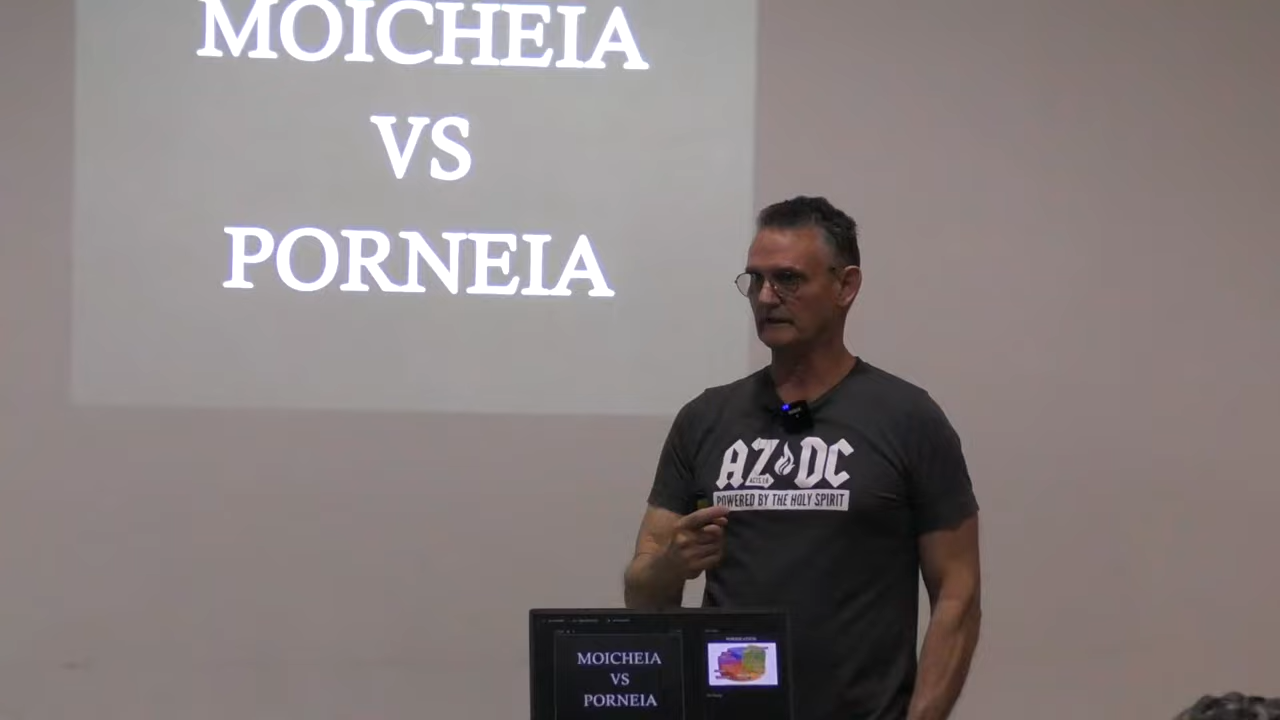 MOICHEIA
VS
PORNEIA
AZ DC
ACTS 1:8
POWERED BY THE HOLY SPIRIT
MOICHEIA
VS
PORNEIA